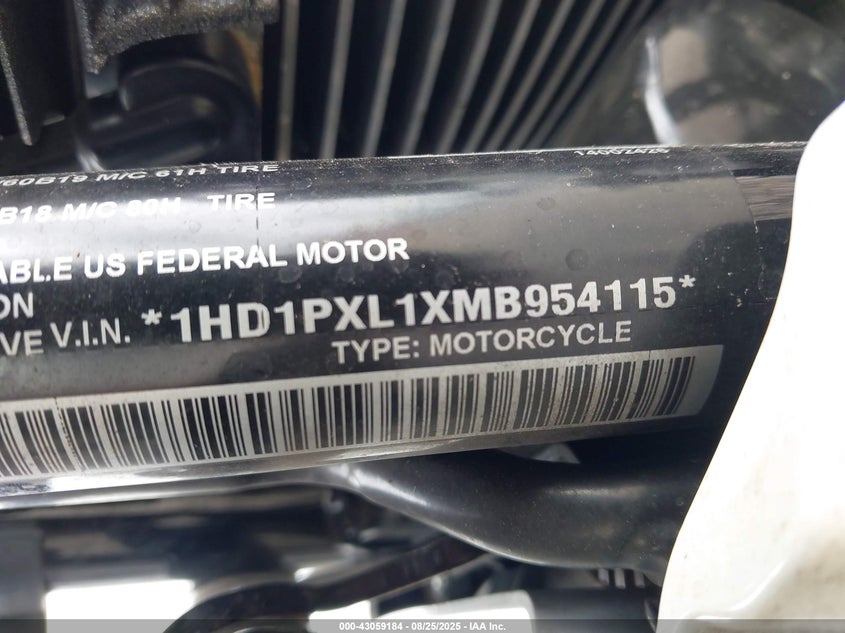 /60B19 M/C 61H TIRE
B18 M/C 80H TIRE
ABLE US FEDERAL MOTOR
ON
VE V.I.N. *1HD1PXL1XMB954115*
TYPE: MOTORCYCLE
000-43059184 - 08/25/2025 - IAA Inc.